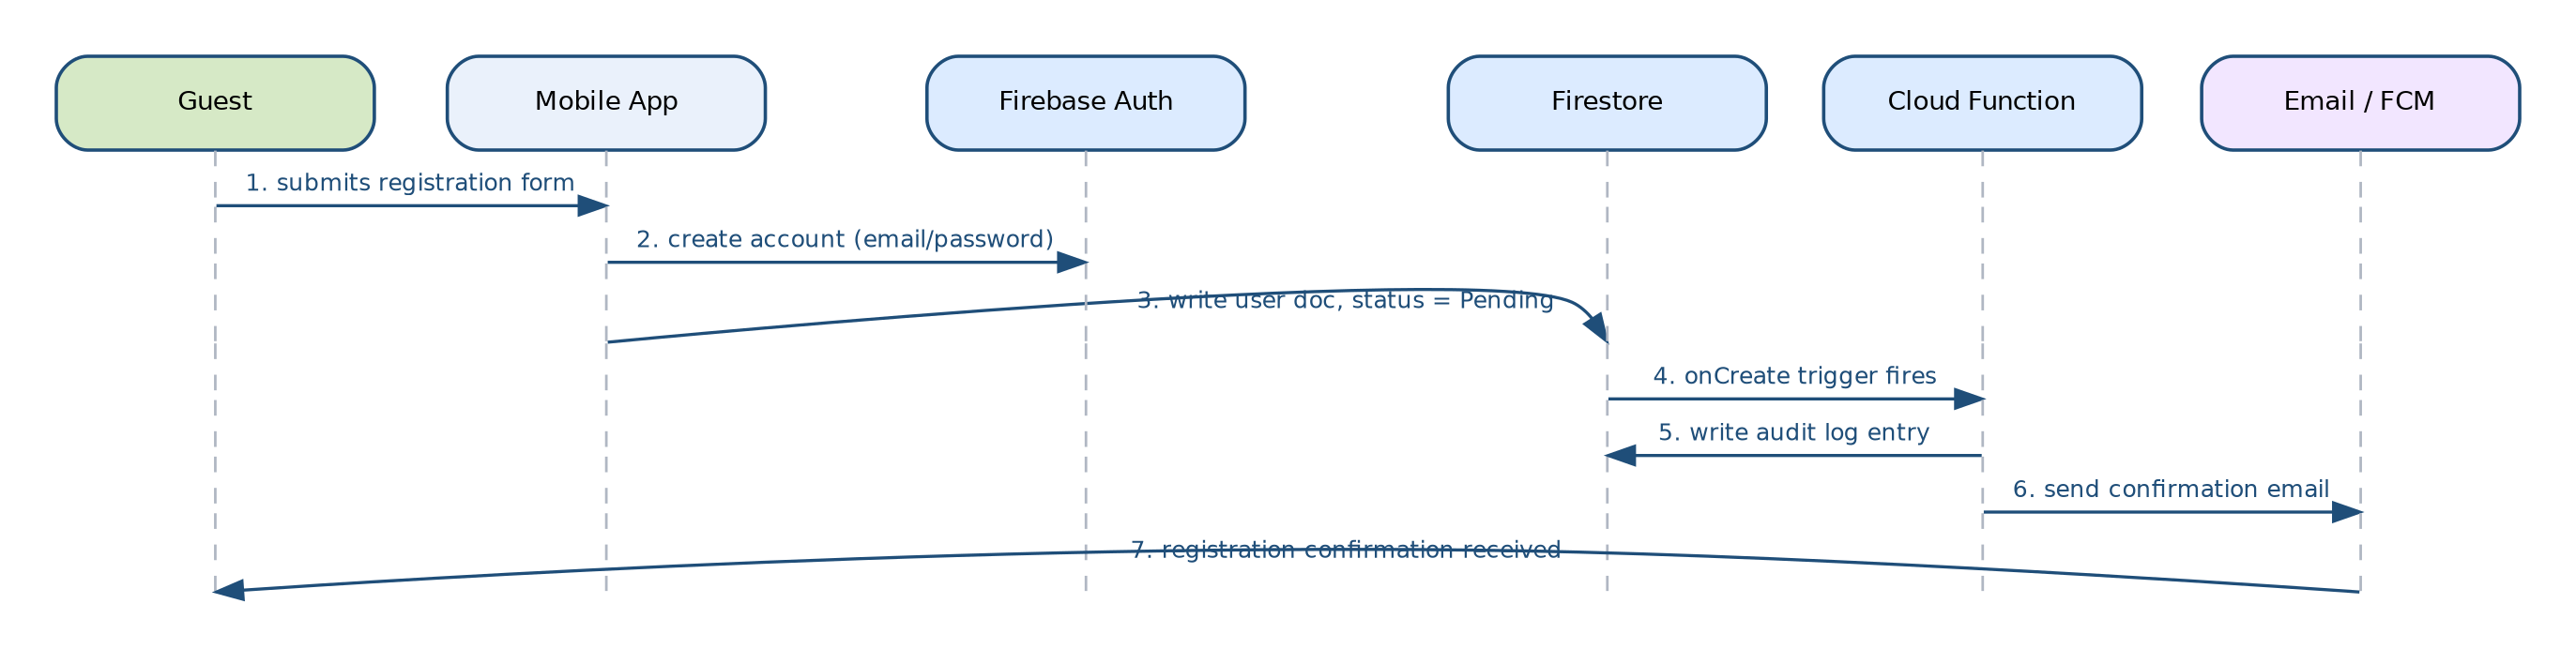 Guest
Mobile App
Firebase Auth
Firestore
Cloud Function
Email / FCM
1. submits registration form
2. create account (email/password)
3. write user doc, status = Pending
4. onCreate trigger fires
5. write audit log entry
6. send confirmation email
7. registration confirmation received